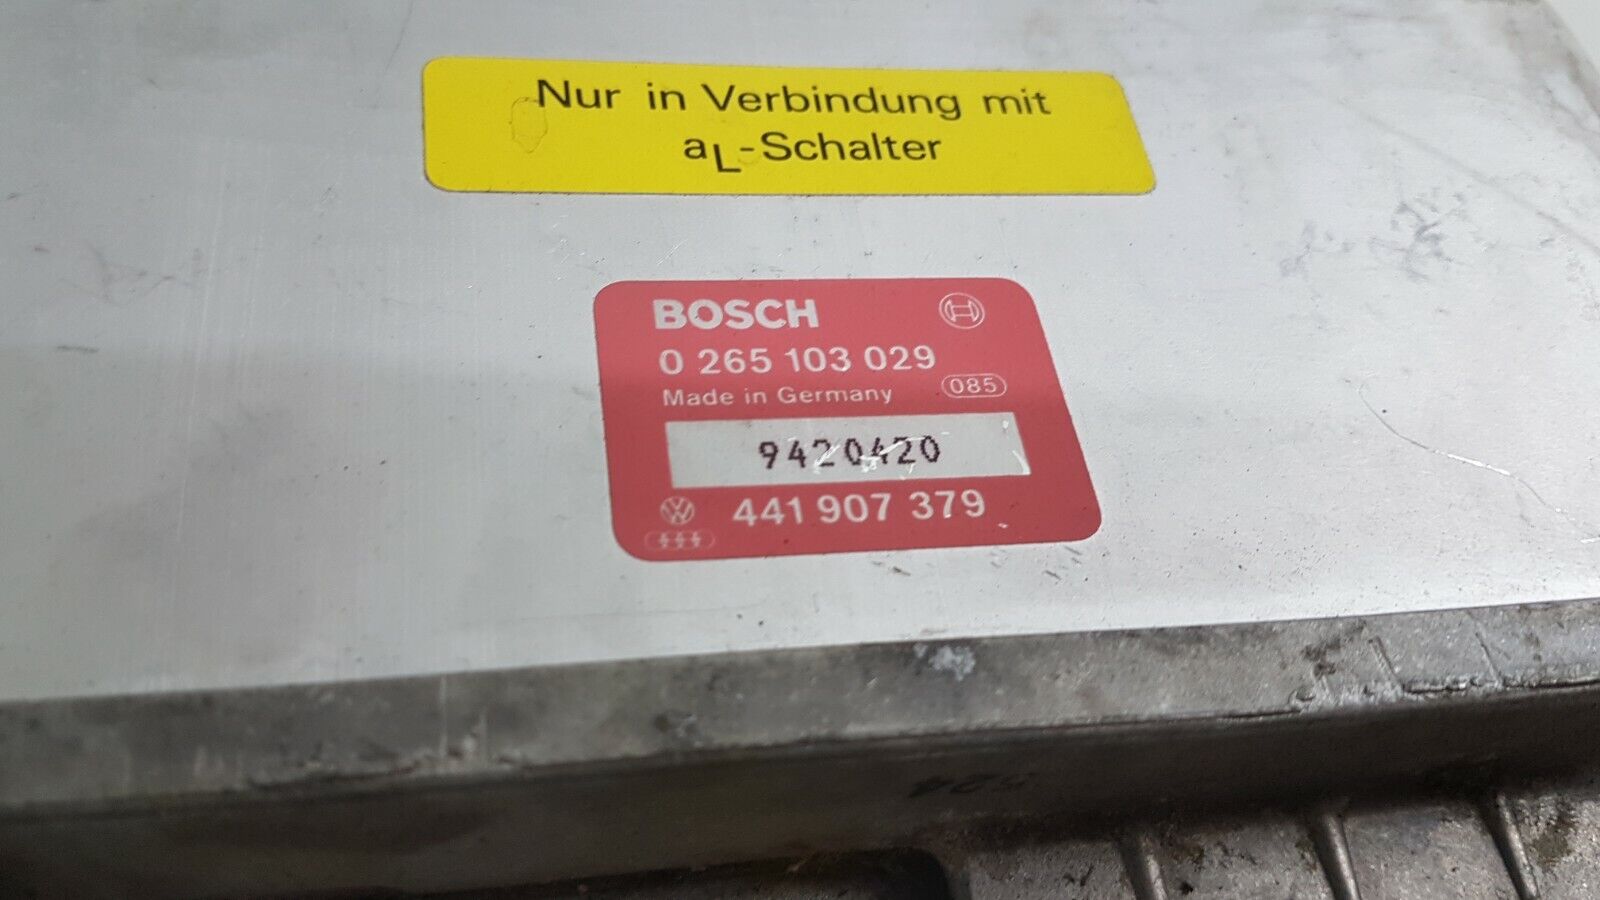 Nur in Verbindung mit
aL-Schalter
BOSCH
0 265 103 029
Made in Germany 085
9420420
441 907 379